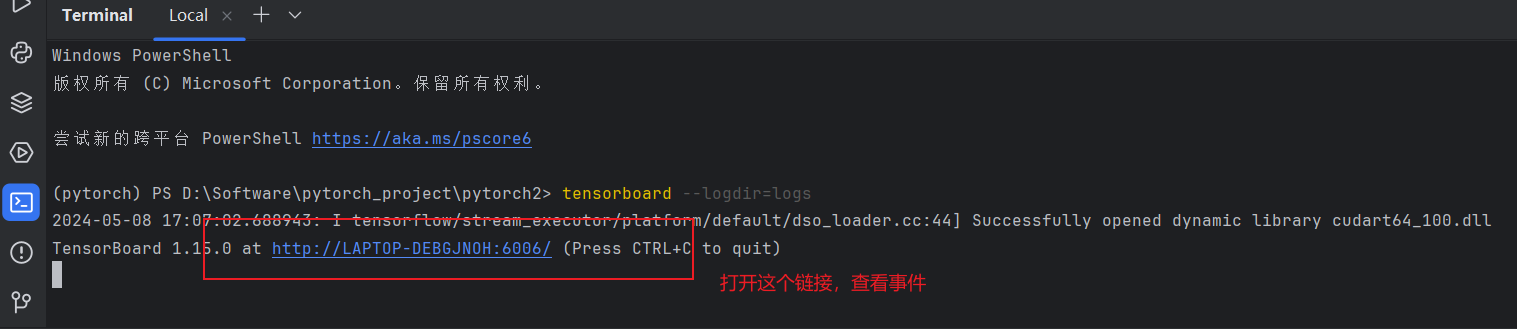 Terminal Local
Windows PowerShell
版权所有 (C) Microsoft Corporation。保留所有权利。
尝试新的跨平台 PowerShell https://aka.ms/pscore6
(pytorch) PS D:\Software\pytorch_project\pytorch2> tensorboard --logdir=logs
2024-05-08 17:07:02.688943: I tensorflow/stream_executor/platform/default/dso_loader.cc:44] Successfully opened dynamic library cudart64_100.dll
TensorBoard 1.15.0 at http://LAPTOP-DEBGJNOH:6006/ (Press CTRL+C to quit)
打开这个链接，查看事件